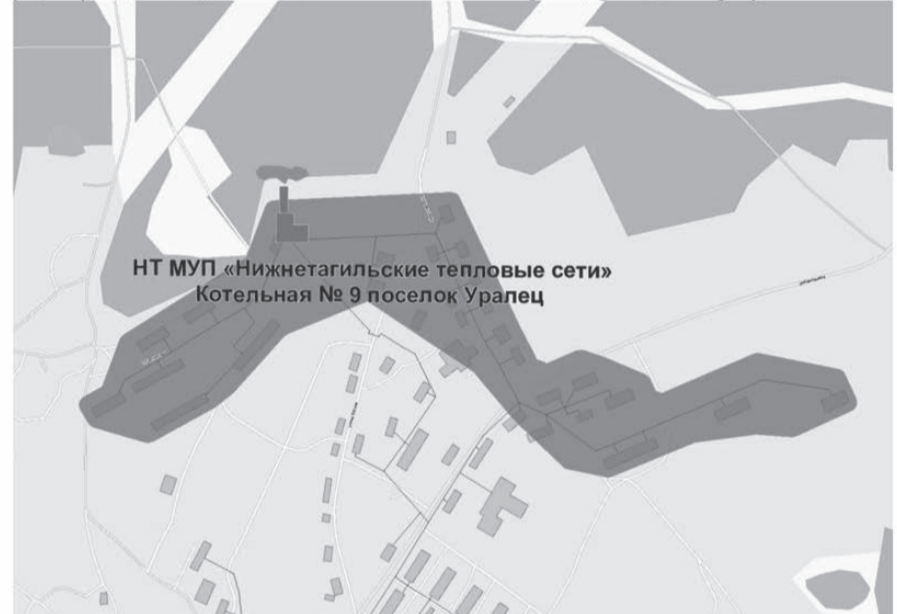 НТ МУП «Нижнетагильские тепловые сети»
Котельная № 9 поселок Уралец